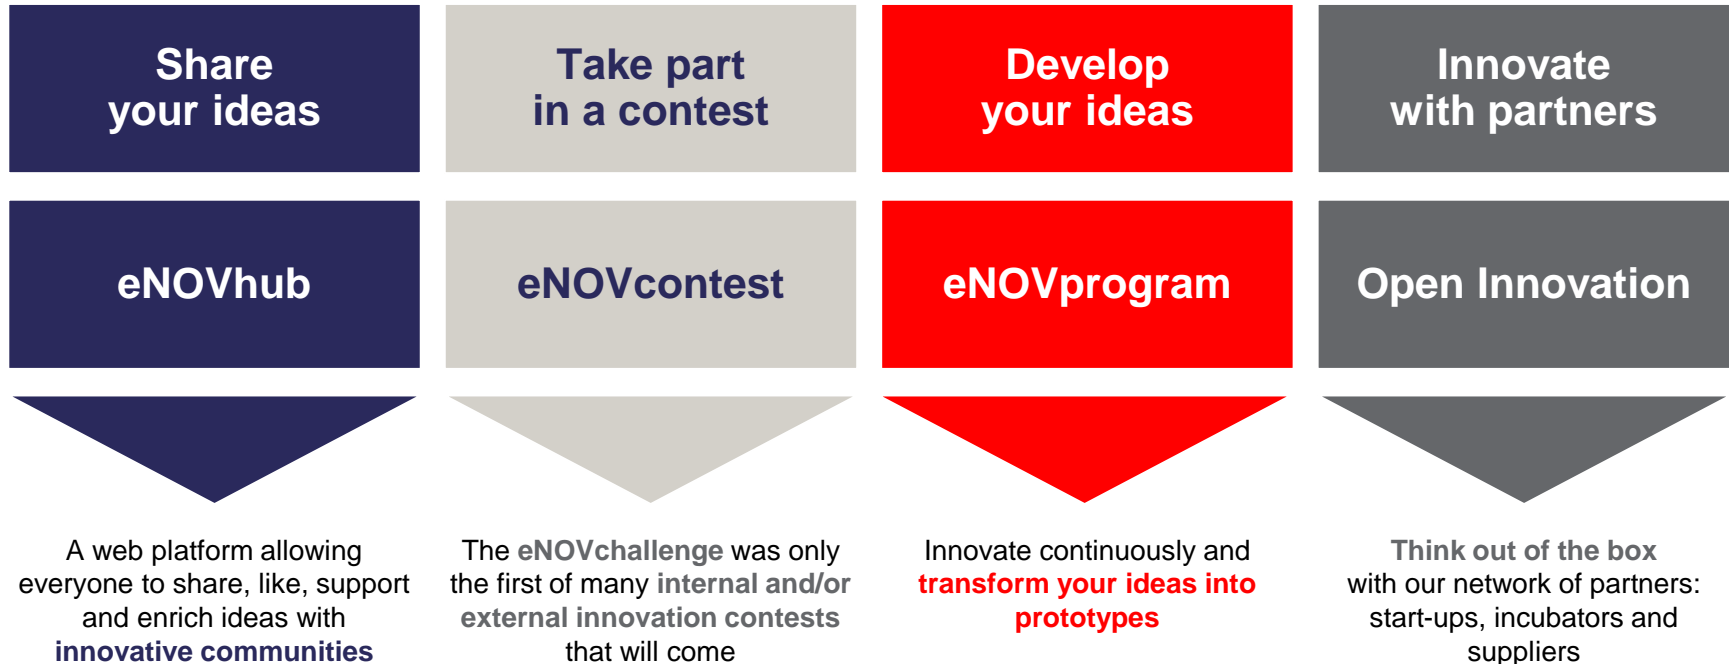 Share
your ideas
Take part
in a contest
Develop
your ideas
Innovate
with partners
eNOVhub
eNOVcontest
eNOVprogram
Open Innovation
A web platform allowing
everyone to share, like, support
and enrich ideas with
innovative communities
The eNOVchallenge was only
the first of many internal and/or
external innovation contests
that will come
Innovate continuously and
transform your ideas into
prototypes
Think out of the box
with our network of partners:
start-ups, incubators and
suppliers